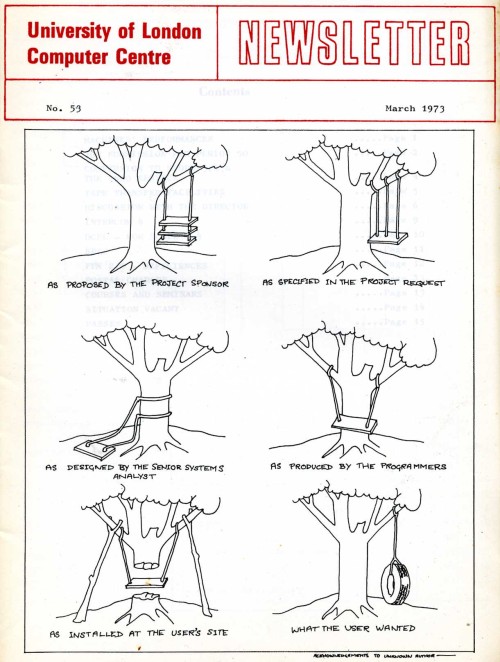 University of London
Computer Centre
NEWSLETTER
No. 53
March 1973
AS PROPOSED BY THE PROJECT SPONSOR
AS SPECIFIED IN THE PROJECT REQUEST
AS DESIGNED BY THE SENIOR SYSTEMS
ANALYST
AS PRODUCED BY THE PROGRAMMERS
AS INSTALLED AT THE USER'S SITE
WHAT THE USER WANTED
ACKNOWLEDGEMENTS TO UNKNOWN AUTHOR